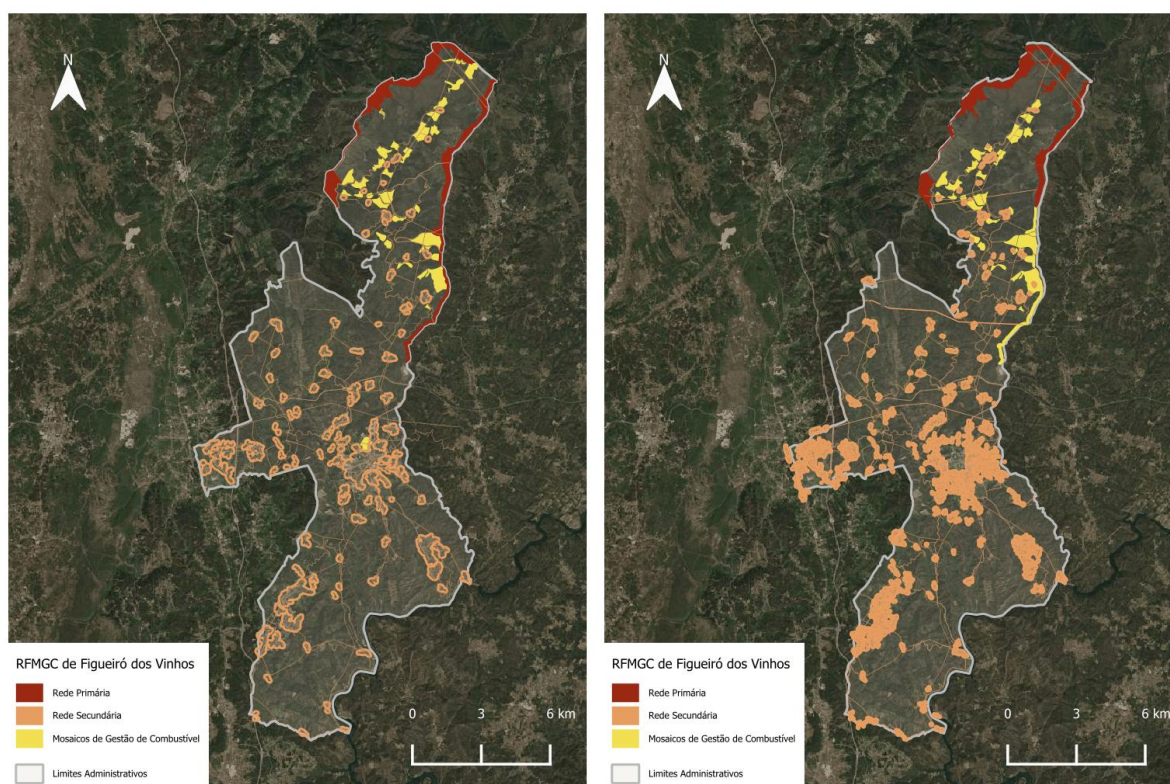 N
RFMGC de Figueiró dos Vinhos
Rede Primária
Rede Secundária
Mosaicos de Gestão de Combustível
Limites Administrativos
0 3 6 km
N
RFMGC de Figueiró dos Vinhos
Rede Primária
Rede Secundária
Mosaicos de Gestão de Combustível
Limites Administrativos
0 3 6 km